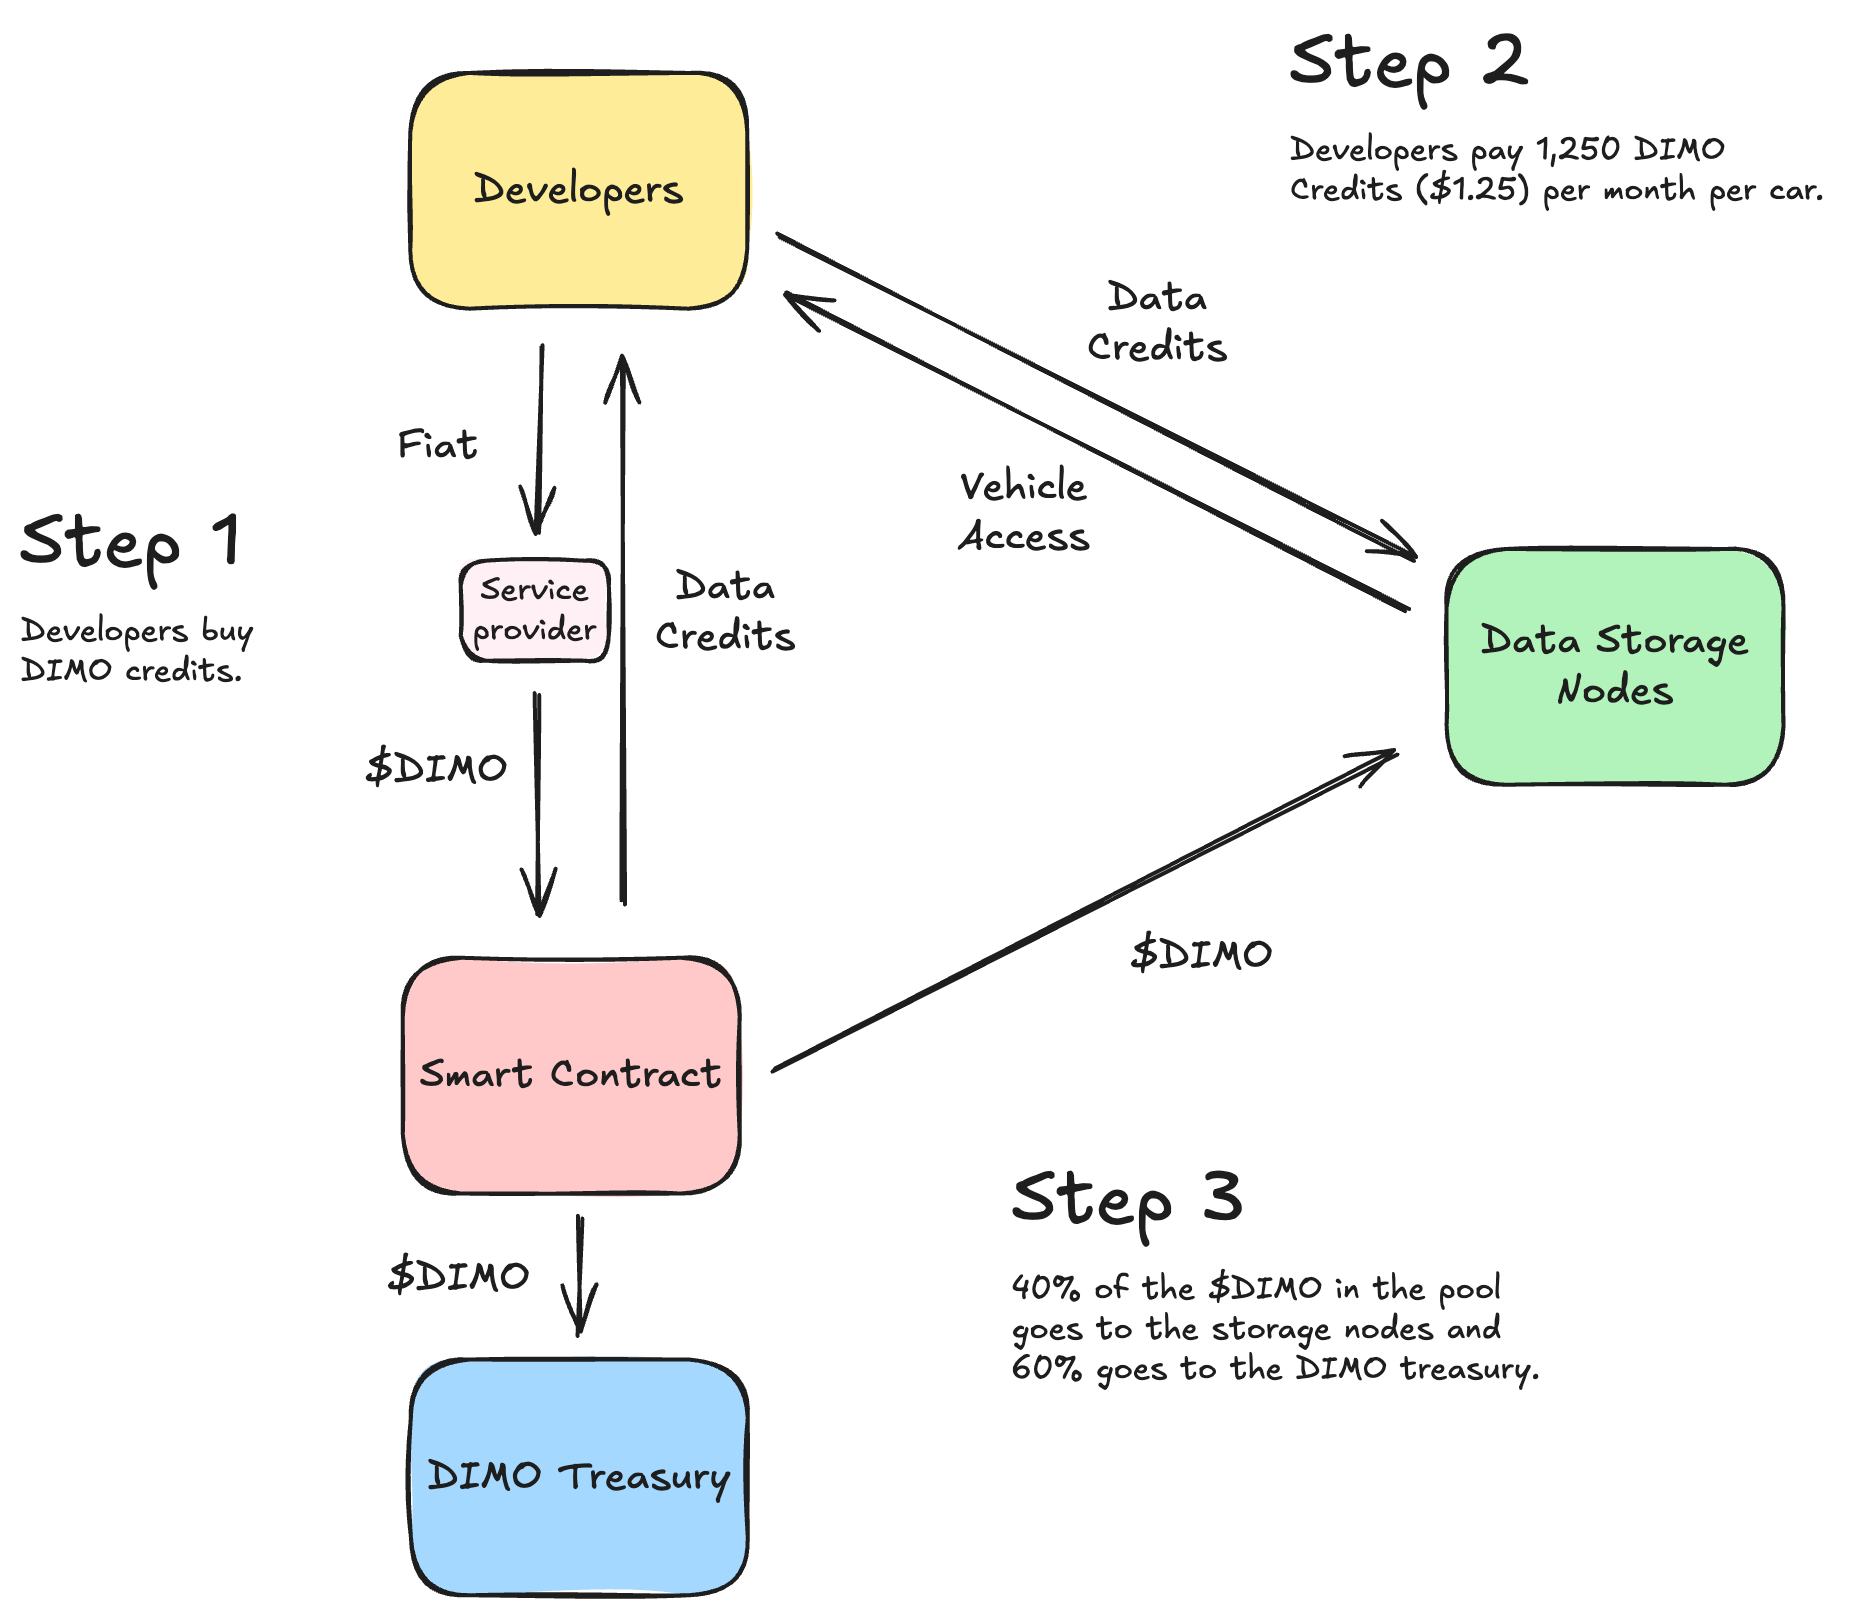 Step 2
Developers pay 1,250 DIMO
Credits ($1.25) per month per car.
Developers
Data
Credits
Fiat
Vehicle
Access
Step 1
Developers buy
DIMO credits.
Service
provider
Data
Credits
Data Storage
Nodes
$DIMO
$DIMO
Smart Contract
Step 3
40% of the $DIMO in the pool
goes to the storage nodes and
60% goes to the DIMO treasury.
$DIMO
DIMO Treasury